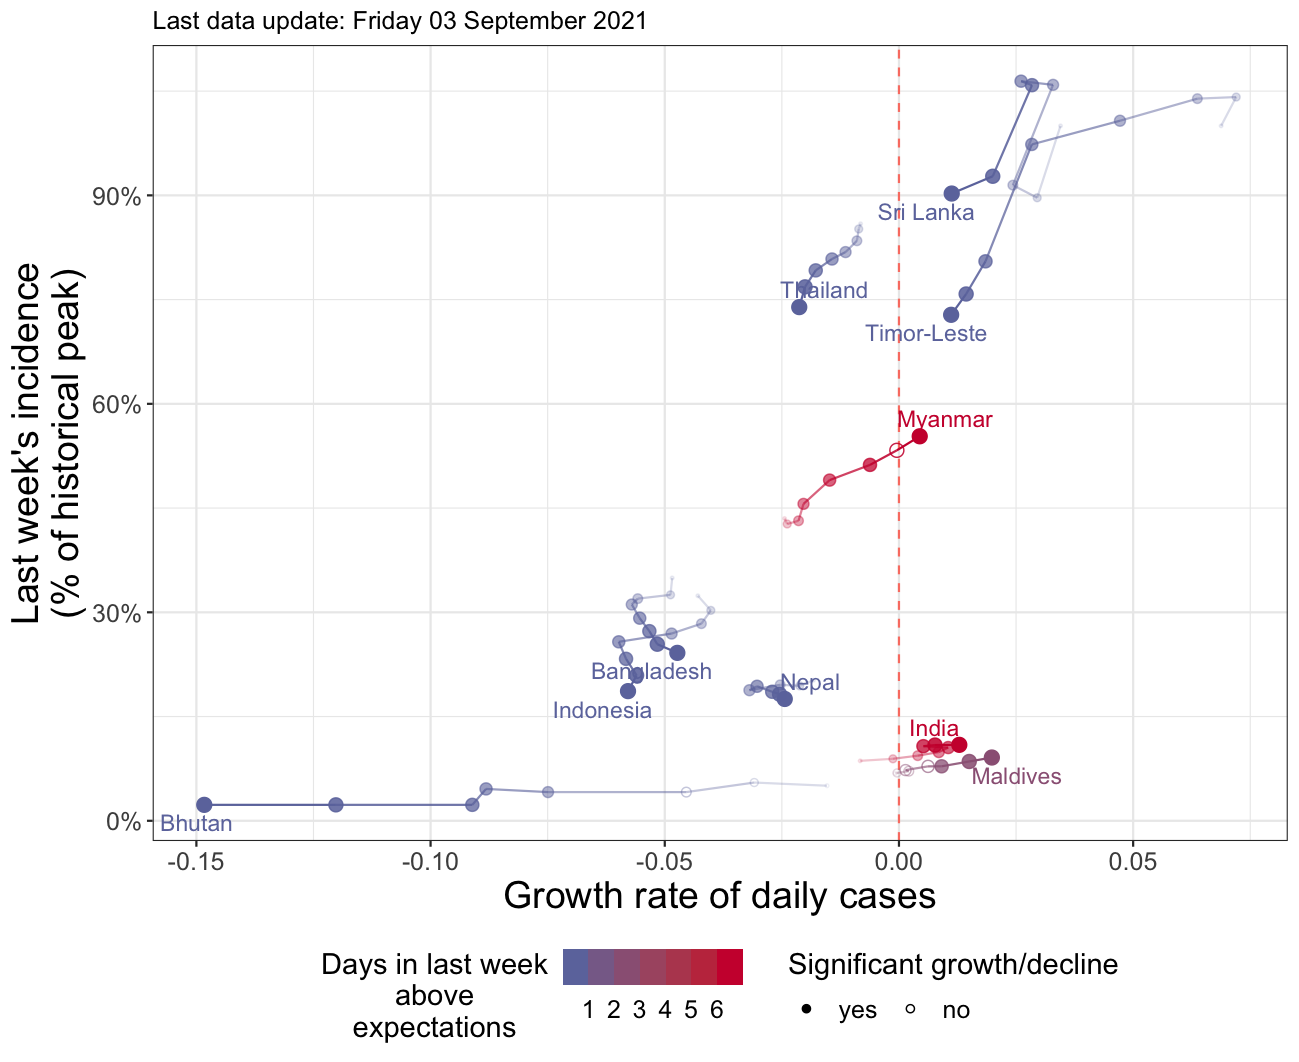 Last data update: Friday 03 September 2021
Last week's incidence
(% of historical peak)
90%
60%
30%
0%
Sri Lanka
Thailand
Timor-Leste
Myanmar
Bangladesh
Nepal
Indonesia
India
Maldives
Bhutan
-0.15
-0.10
-0.05
0.00
0.05
Growth rate of daily cases
Days in last week
above
expectations
1 2 3 4 5 6
Significant growth/decline
yes
no